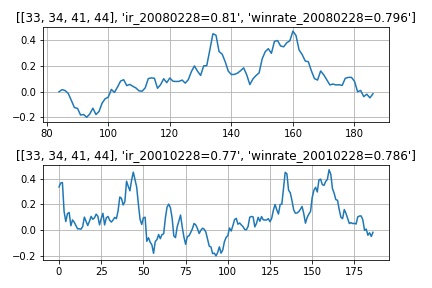 [[33, 34, 41, 44], 'ir_20080228=0.81', 'winrate_20080228=0.796']
0.4
0.2
0.0
−0.2
80 100 120 140 160 180
[[33, 34, 41, 44], 'ir_20010228=0.77', 'winrate_20010228=0.786']
0.4
0.2
0.0
−0.2
0 25 50 75 100 125 150 175